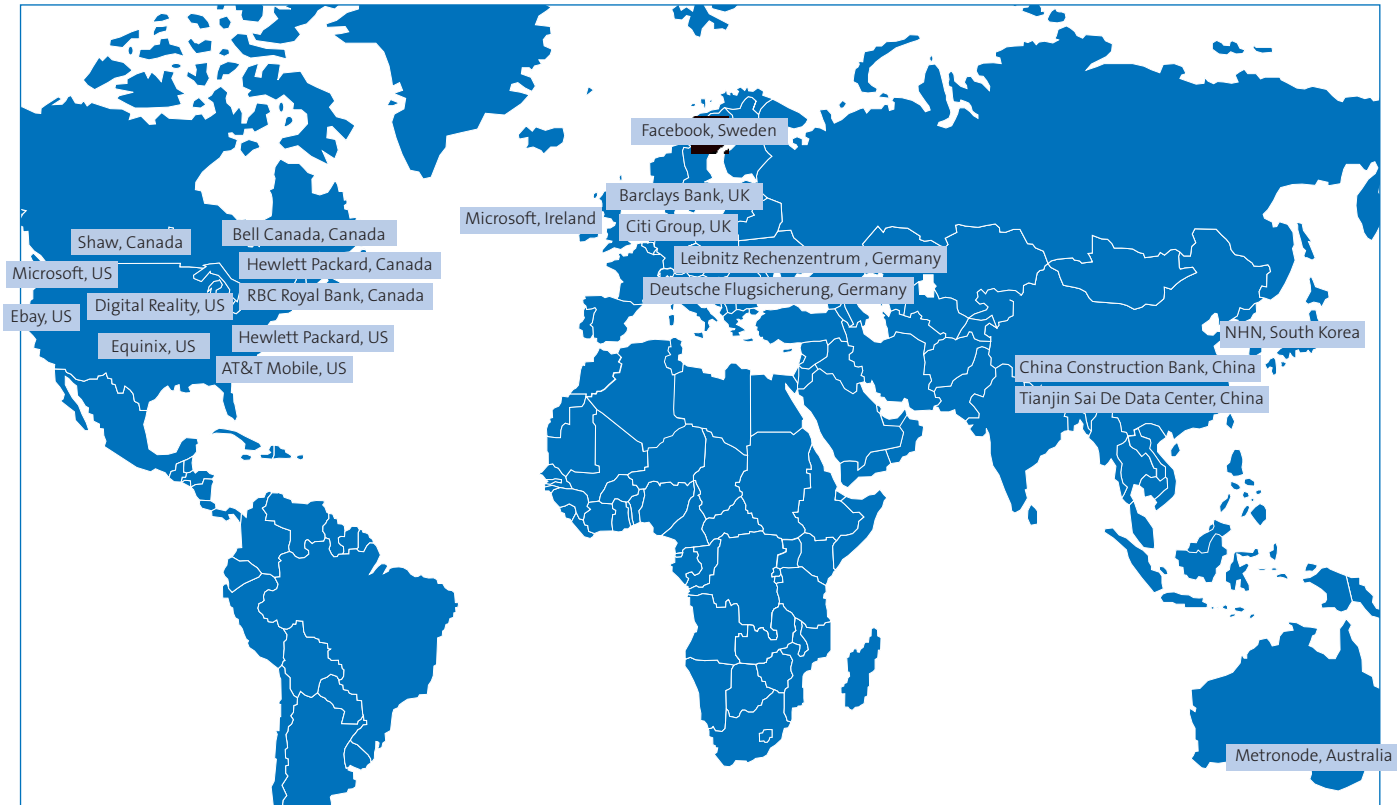 Facebook, Sweden
Barclays Bank, UK
Microsoft, Ireland
Citi Group, UK
Bell Canada, Canada
Shaw, Canada
Leibnitz Rechenzentrum , Germany
Hewlett Packard, Canada
Microsoft, US
Deutsche Flugsicherung, Germany
RBC Royal Bank, Canada
Digital Reality, US
Ebay, US
NHN, South Korea
Hewlett Packard, US
Equinix, US
AT&T Mobile, US
China Construction Bank, China
Tianjin Sai De Data Center, China
Metronode, Australia